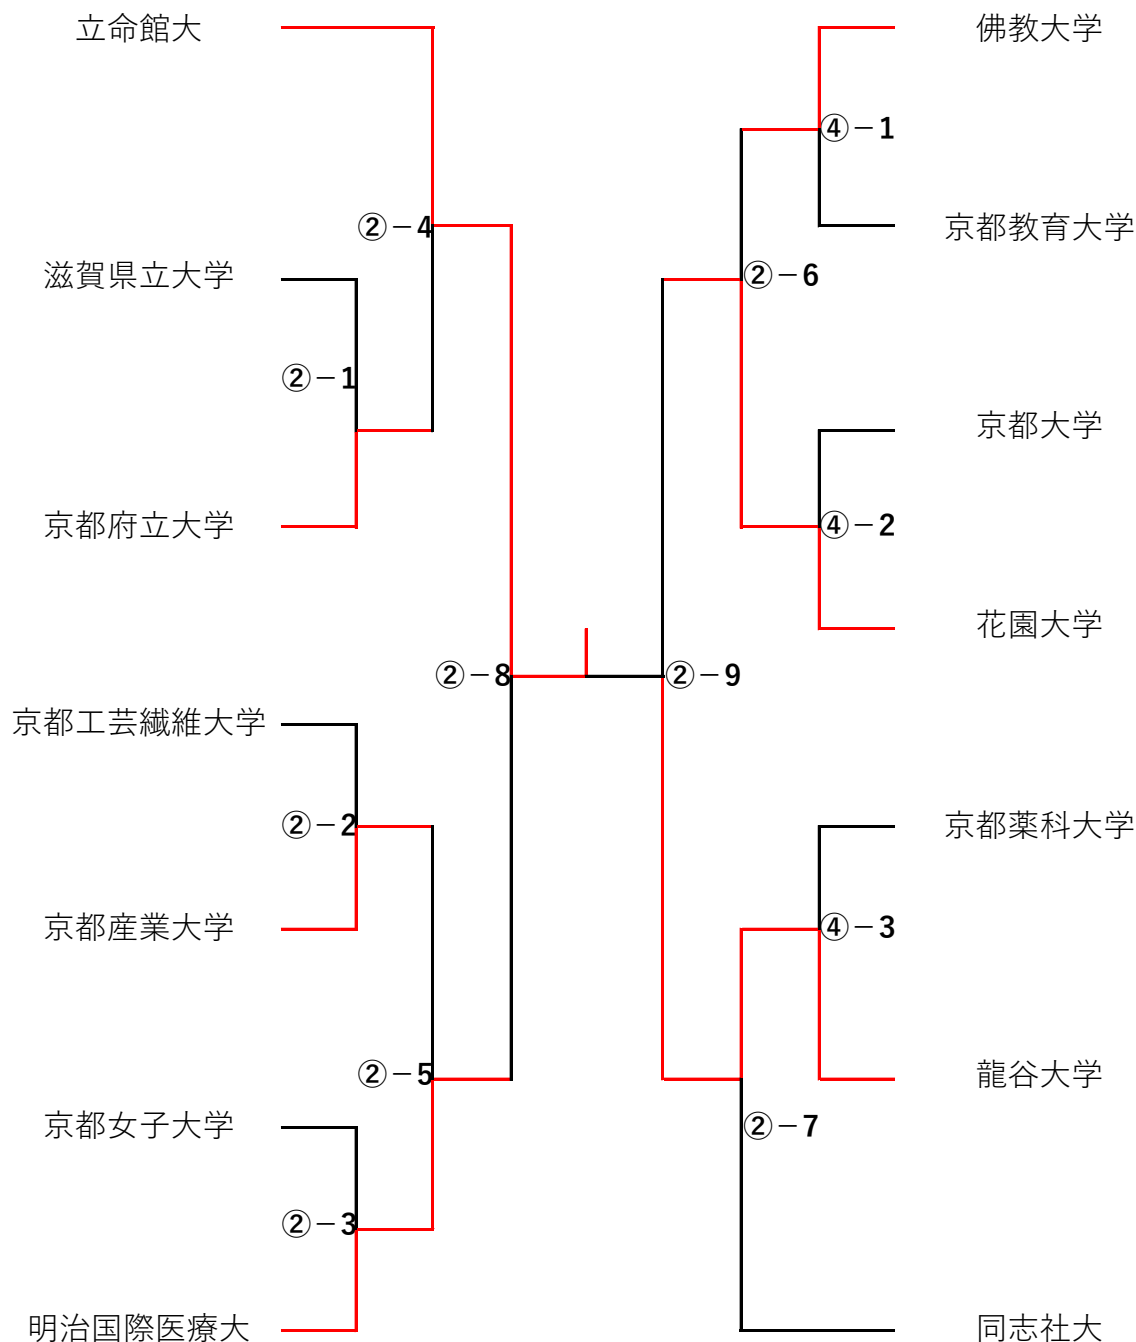 立命館大
佛教大学
④－1
②－4
京都教育大学
滋賀県立大学
②－6
②－1
京都大学
京都府立大学
④－2
花園大学
②－8
②－9
京都工芸繊維大学
②－2
京都薬科大学
京都産業大学
④－3
②－5
龍谷大学
京都女子大学
②－7
②－3
明治国際医療大
同志社大